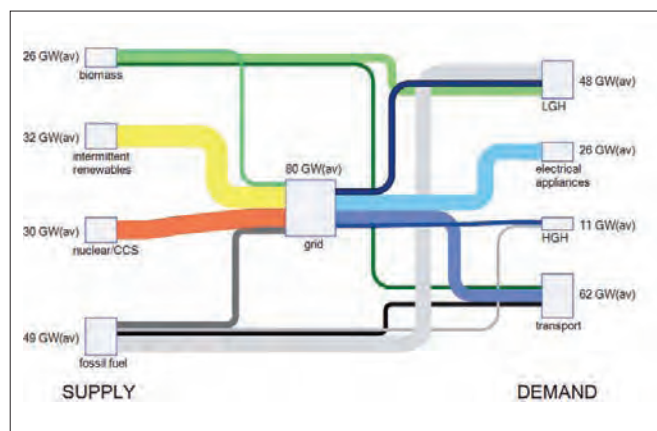 26 GW(av)
biomass
32 GW(av)
intermittent
renewables
30 GW(av)
nuclear/CCS
49 GW(av)
fossil fuel
SUPPLY
80 GW(av)
grid
48 GW(av)
LGH
26 GW(av)
electrical
appliances
11 GW(av)
HGH
62 GW(av)
transport
DEMAND